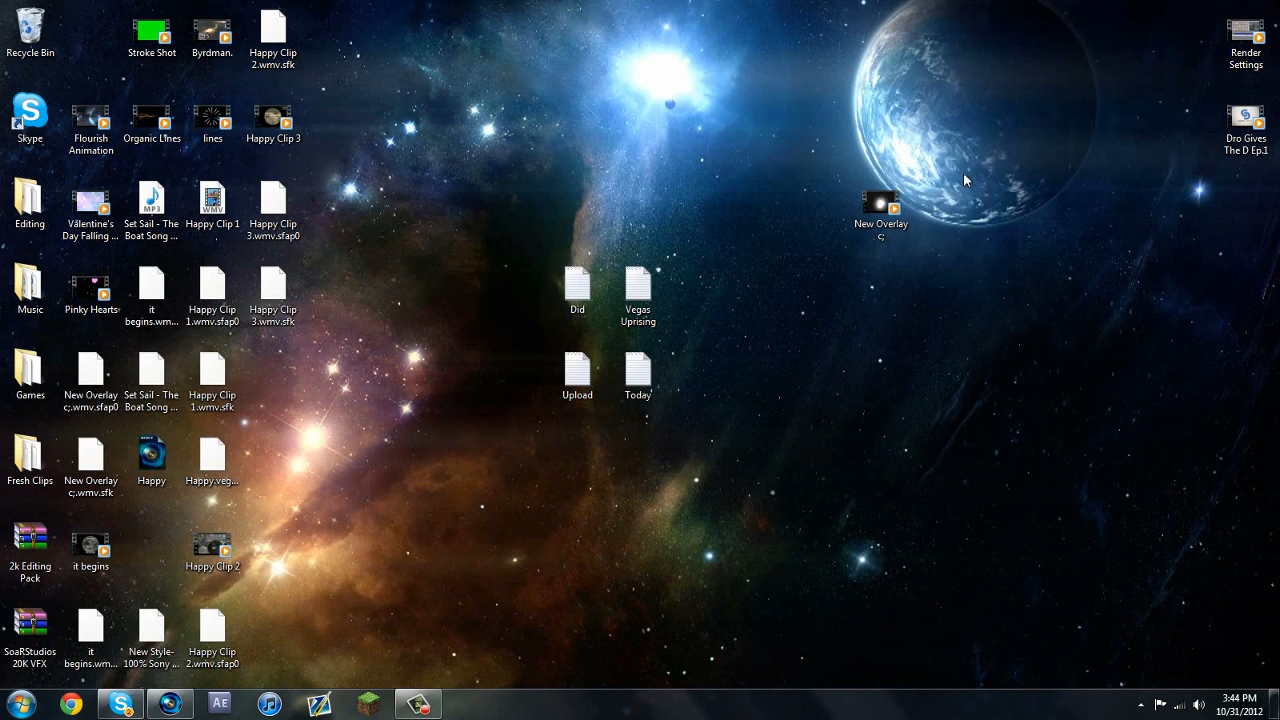 Recycle Bin
Stroke Shot
Byrdman.
Happy Clip
2.wmv.sfk
Render
Settings
Skype
Flourish
Animation
Organic Lines
lines
Happy Clip 3
Dro Gives
The D Ep.1
Editing
Valentine's
Day Falling ...
Set Sail - The
Boat Song ...
MP3
WMV
Happy Clip 1
.
Happy Clip
3.wmv.sfap0
New Overlay
c;
Music
Pinky Hearts
it
begins.wm...
Happy Clip
1.wmv.sfap0
Happy Clip
3.wmv.sfk
Did
Vegas
Uprising
Games
New Overlay
c;.wmv.sfap0
Set Sail - The
Boat Song ...
Happy Clip
1.wmv.sfk
Upload
Today
Fresh Clips
New Overlay
c;.wmv.sfk
SONY
Happy
Happy.veg...
2k Editing
Pack
it begins
Happy Clip 2
SoaRStudios
20K VFX
it
begins.wm...
New Style-
100% Sony ...
Happy Clip
2.wmv.sfap0
AE
3:44 PM
10/31/2012